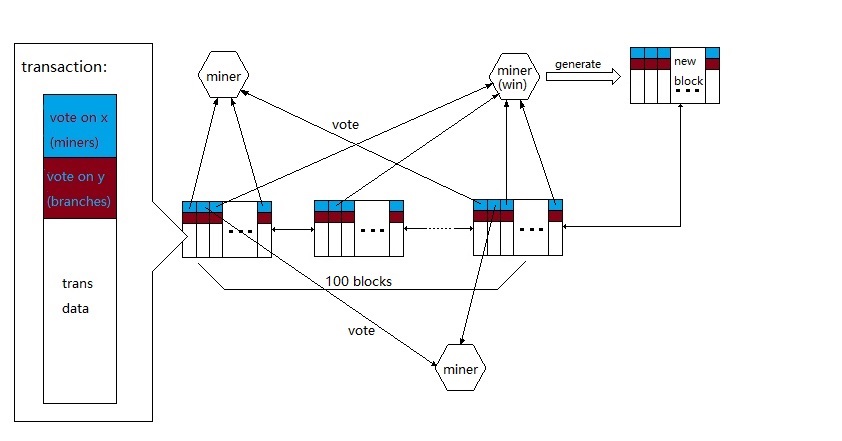 transaction:
vote on x
(miners)
vote on y
(branches)
trans
data
miner
miner
(win)
generate
new
block
vote
100 blocks
vote
miner